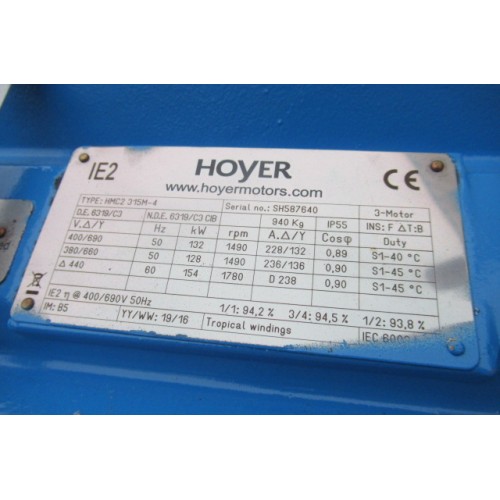 IE2 HOYER CE
www.hoyermotors.com
TYPE: HMC2 315M-4 Serial no.: SH587640 3-Motor
D.E. 6319/C3 N.D.E. 6319/C3 CIB 940 Kg IP55 INS: F ΔT:B
V.Δ/Y Hz kW rpm A.Δ/Y Cosφ Duty
400/690 50 132 1490 228/132 0,89 S1-40 °C
380/660 50 128 1490 236/136 0,90 S1-45 °C
Δ 440 60 154 1780 D 238 0,90 S1-45 °C
IE2 η @ 400/690V 50Hz 1/1: 94,2 % 3/4: 94,5 % 1/2: 93,8 %
IM: B5 YY/WW: 19/16 Tropical windings IEC